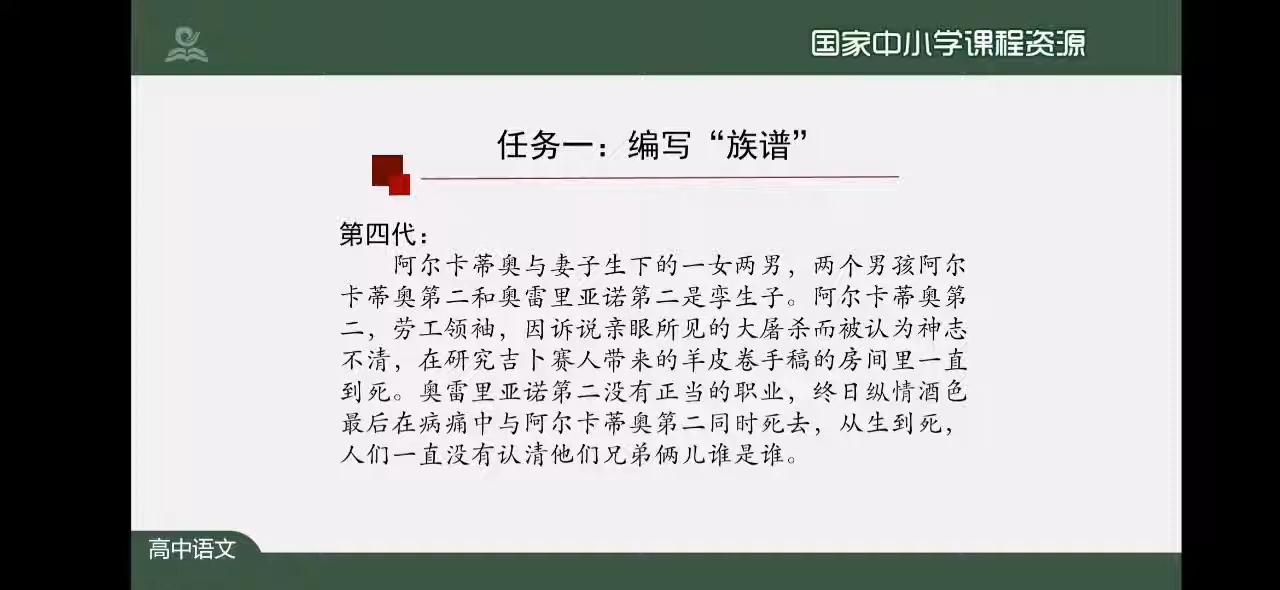 国家中小学课程资源
任务一：编写“族谱”
第四代：
阿尔卡蒂奥与妻子生下的一女两男，两个男孩阿尔
卡蒂奥第二和奥雷里亚诺第二是孪生子。阿尔卡蒂奥第
二，劳工领袖，因诉说亲眼所见的大屠杀而被认为神志
不清，在研究吉卜赛人带来的羊皮卷手稿的房间里一直
到死。奥雷里亚诺第二没有正当的职业，终日纵情酒色
最后在病痛中与阿尔卡蒂奥第二同时死去，从生到死，
人们一直没有认清他们兄弟俩儿谁是谁。
高中语文